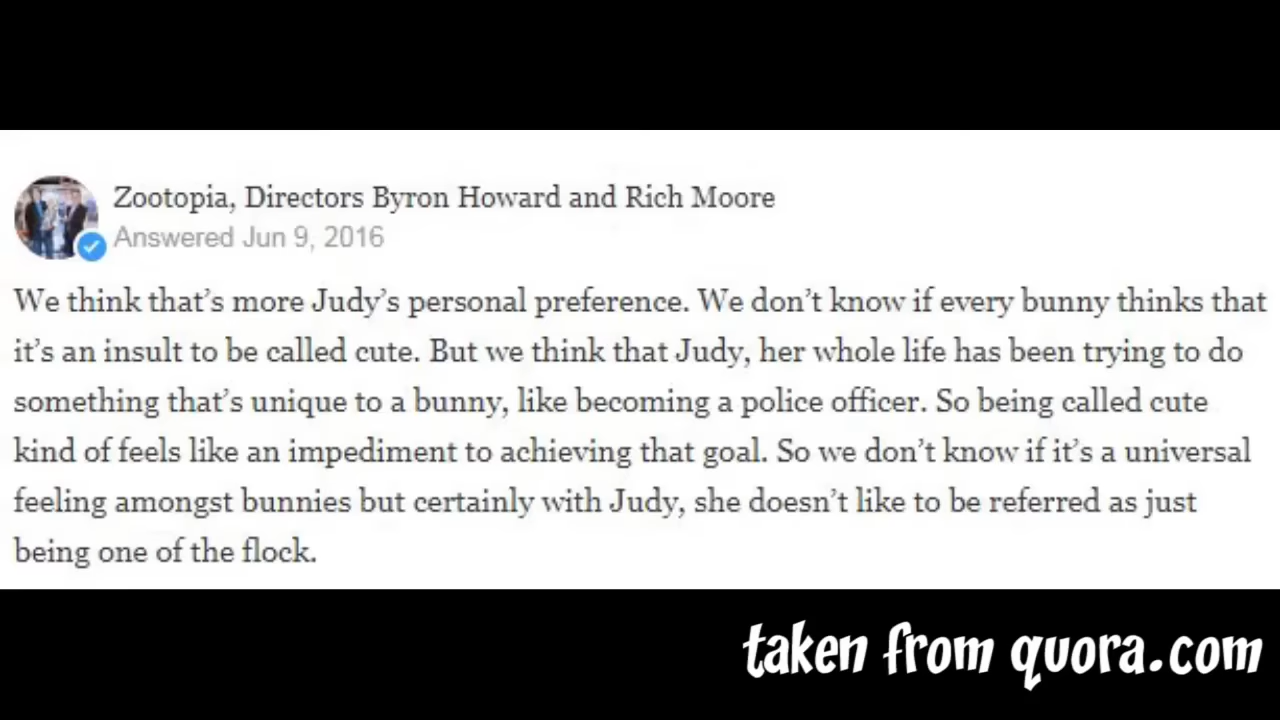 Zootopia, Directors Byron Howard and Rich Moore
Answered Jun 9, 2016
We think that’s more Judy’s personal preference. We don’t know if every bunny thinks that
it’s an insult to be called cute. But we think that Judy, her whole life has been trying to do
something that’s unique to a bunny, like becoming a police officer. So being called cute
kind of feels like an impediment to achieving that goal. So we don’t know if it’s a universal
feeling amongst bunnies but certainly with Judy, she doesn’t like to be referred as just
being one of the flock.
taken from quora.com